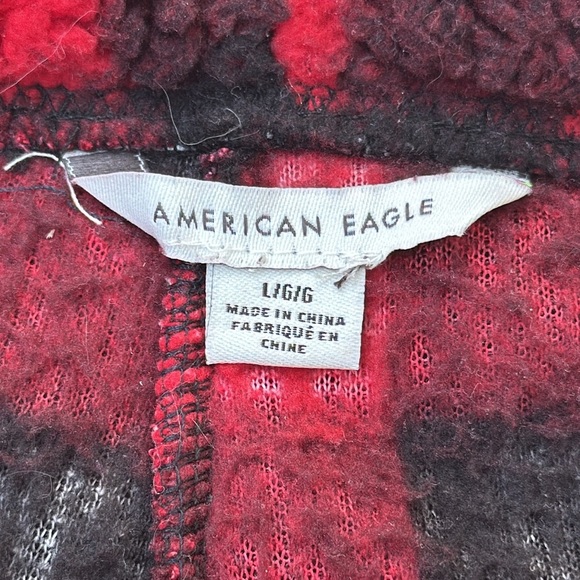 AMERICAN EAGLE
L/G/G
MADE IN CHINA
FABRIQUÉ EN
CHINE